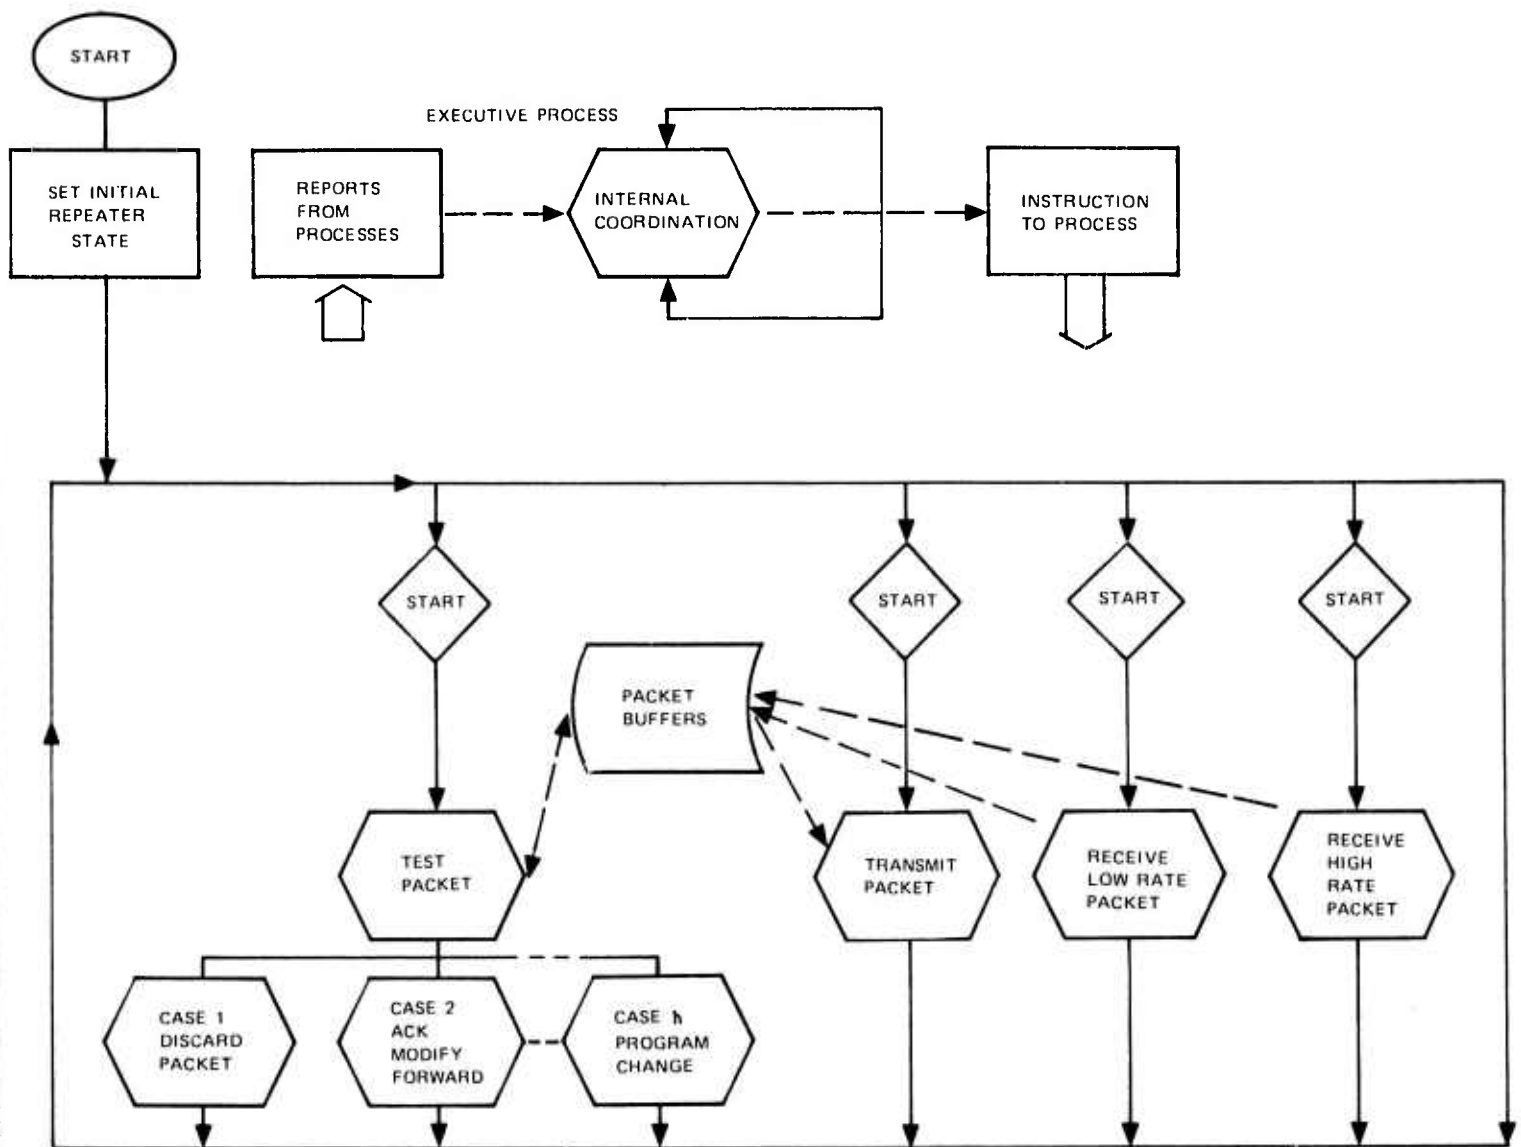 START
EXECUTIVE PROCESS
SET INITIAL
REPEATER
STATE
REPORTS
FROM
PROCESSES
INTERNAL
COORDINATION
INSTRUCTION
TO PROCESS
START
START
START
START
PACKET
BUFFERS
TEST
PACKET
TRANSMIT
PACKET
RECEIVE
LOW RATE
PACKET
RECEIVE
HIGH
RATE
PACKET
CASE 1
DISCARD
PACKET
CASE 2
ACK
MODIFY
FORWARD
CASE h
PROGRAM
CHANGE